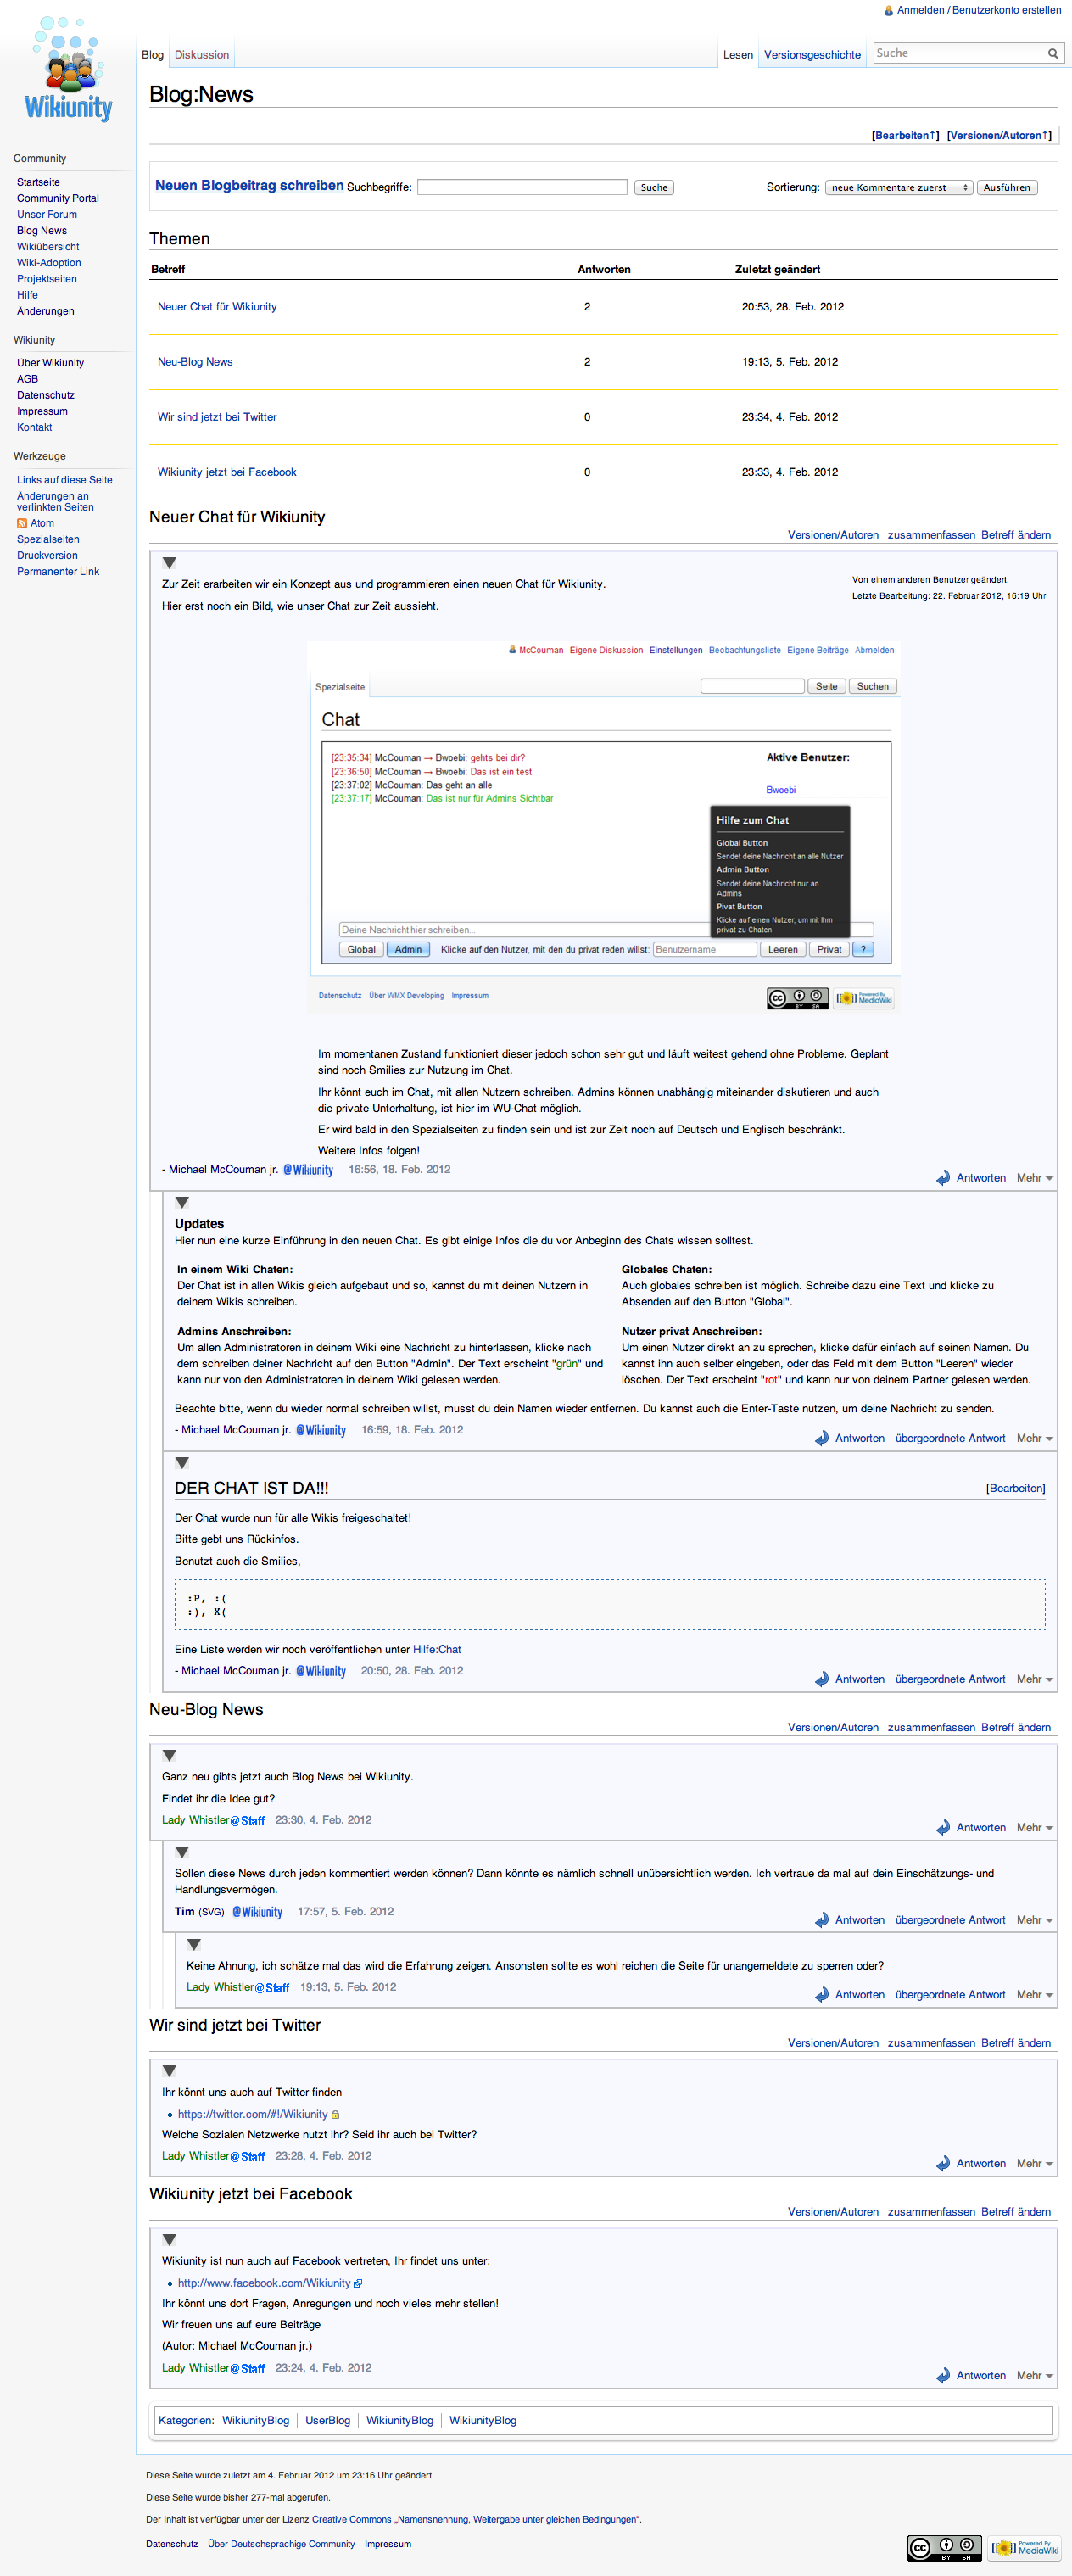 Anmelden / Benutzerkonto erstellen
Wikiunity
Blog Diskussion
Lesen Versionsgeschichte
Suche
Community
Startseite
Community Portal
Unser Forum
Blog News
Wikiübersicht
Wiki-Adoption
Projektseiten
Hilfe
Änderungen
Wikiunity
Über Wikiunity
AGB
Datenschutz
Impressum
Kontakt
Werkzeuge
Links auf diese Seite
Änderungen an
verlinkten Seiten
Atom
Spezialseiten
Druckversion
Permanenter Link
Blog:News
[Bearbeiten↑] [Versionen/Autoren↑]
Neuen Blogbeitrag schreiben Suchbegriffe: Suche Sortierung: neue Kommentare zuerst Ausführen
Themen
Betreff Antworten Zuletzt geändert
Neuer Chat für Wikiunity 2 20:53, 28. Feb. 2012
Neu-Blog News 2 19:13, 5. Feb. 2012
Wir sind jetzt bei Twitter 0 23:34, 4. Feb. 2012
Wikiunity jetzt bei Facebook 0 23:33, 4. Feb. 2012
Neuer Chat für Wikiunity
Versionen/Autoren zusammenfassen Betreff ändern
Zur Zeit erarbeiten wir ein Konzept aus und programmieren einen neuen Chat für Wikiunity.
Von einem anderen Benutzer geändert.
Letzte Bearbeitung: 22. Februar 2012, 16:19 Uhr
Hier erst noch ein Bild, wie unser Chat zur Zeit aussieht.
McCouman Eigene Diskussion Einstellungen Beobachtungsliste Eigene Beiträge Abmelden
Spezialseite
Seite Suchen
Chat
[23:35:34] McCouman → Bwoebi: gehts bei dir?
[23:36:50] McCouman → Bwoebi: Das ist ein test
[23:37:02] McCouman: Das geht an alle
[23:37:17] McCouman: Das ist nur für Admins Sichtbar
Aktive Benutzer:
Bwoebi
Hilfe zum Chat
Global Button
Sendet deine Nachricht an alle Nutzer
Admin Button
Sendet deine Nachricht nur an
Admins
Pivat Button
Klicke auf einen Nutzer, um mit Ihm
privat zu Chaten
Deine Nachricht hier schreiben...
Global Admin Klicke auf den Nutzer, mit den du privat reden willst: Benutzername Leeren Privat ?
Datenschutz Über WMX Developing Impressum
cc BY SA Powered By MediaWiki
Im momentanen Zustand funktioniert dieser jedoch schon sehr gut und läuft weitest gehend ohne Probleme. Geplant
sind noch Smilies zur Nutzung im Chat.
Ihr könnt euch im Chat, mit allen Nutzern schreiben. Admins können unabhängig miteinander diskutieren und auch
die private Unterhaltung, ist hier im WU-Chat möglich.
Er wird bald in den Spezialseiten zu finden sein und ist zur Zeit noch auf Deutsch und Englisch beschränkt.
Weitere Infos folgen!
- Michael McCouman jr. @Wikiunity 16:56, 18. Feb. 2012
Antworten Mehr
Updates
Hier nun eine kurze Einführung in den neuen Chat. Es gibt einige Infos die du vor Anbeginn des Chats wissen solltest.
In einem Wiki Chaten:
Der Chat ist in allen Wikis gleich aufgebaut und so, kannst du mit deinen Nutzern in
deinem Wikis schreiben.
Globales Chaten:
Auch globales schreiben ist möglich. Schreibe dazu eine Text und klicke zu
Absenden auf den Button "Global".
Admins Anschreiben:
Um allen Administratoren in deinem Wiki eine Nachricht zu hinterlassen, klicke nach
dem schreiben deiner Nachricht auf den Button "Admin". Der Text erscheint "grün" und
kann nur von den Administratoren in deinem Wiki gelesen werden.
Nutzer privat Anschreiben:
Um einen Nutzer direkt an zu sprechen, klicke dafür einfach auf seinen Namen. Du
kannst ihn auch selber eingeben, oder das Feld mit dem Button "Leeren" wieder
löschen. Der Text erscheint "rot" und kann nur von deinem Partner gelesen werden.
Beachte bitte, wenn du wieder normal schreiben willst, musst du dein Namen wieder entfernen. Du kannst auch die Enter-Taste nutzen, um deine Nachricht zu senden.
- Michael McCouman jr. @Wikiunity 16:59, 18. Feb. 2012
Antworten übergeordnete Antwort Mehr
DER CHAT IST DA!!!
[Bearbeiten]
Der Chat wurde nun für alle Wikis freigeschaltet!
Bitte gebt uns Rückinfos.
Benutzt auch die Smilies,
:P, :(
:), X(
Eine Liste werden wir noch veröffentlichen unter Hilfe:Chat
- Michael McCouman jr. @Wikiunity 20:50, 28. Feb. 2012
Antworten übergeordnete Antwort Mehr
Neu-Blog News
Versionen/Autoren zusammenfassen Betreff ändern
Ganz neu gibts jetzt auch Blog News bei Wikiunity.
Findet ihr die Idee gut?
Lady Whistler@Staff 23:30, 4. Feb. 2012
Antworten Mehr
Sollen diese News durch jeden kommentiert werden können? Dann könnte es nämlich schnell unübersichtlich werden. Ich vertraue da mal auf dein Einschätzungs- und
Handlungsvermögen.
Tim (SVG) @Wikiunity 17:57, 5. Feb. 2012
Antworten übergeordnete Antwort Mehr
Keine Ahnung, ich schätze mal das wird die Erfahrung zeigen. Ansonsten sollte es wohl reichen die Seite für unangemeldete zu sperren oder?
Lady Whistler@Staff 19:13, 5. Feb. 2012
Antworten übergeordnete Antwort Mehr
Wir sind jetzt bei Twitter
Versionen/Autoren zusammenfassen Betreff ändern
Ihr könnt uns auch auf Twitter finden
• https://twitter.com/#!/Wikiunity
Welche Sozialen Netzwerke nutzt ihr? Seid ihr auch bei Twitter?
Lady Whistler@Staff 23:28, 4. Feb. 2012
Antworten Mehr
Wikiunity jetzt bei Facebook
Versionen/Autoren zusammenfassen Betreff ändern
Wikiunity ist nun auch auf Facebook vertreten, Ihr findet uns unter:
• http://www.facebook.com/Wikiunity
Ihr könnt uns dort Fragen, Anregungen und noch vieles mehr stellen!
Wir freuen uns auf eure Beiträge
(Autor: Michael McCouman jr.)
Lady Whistler@Staff 23:24, 4. Feb. 2012
Antworten Mehr
Kategorien: WikiunityBlog | UserBlog | WikiunityBlog | WikiunityBlog
Diese Seite wurde zuletzt am 4. Februar 2012 um 23:16 Uhr geändert.
Diese Seite wurde bisher 277-mal abgerufen.
Der Inhalt ist verfügbar unter der Lizenz Creative Commons „Namensnennung, Weitergabe unter gleichen Bedingungen“.
Datenschutz Über Deutschsprachige Community Impressum
cc BY SA Powered By MediaWiki